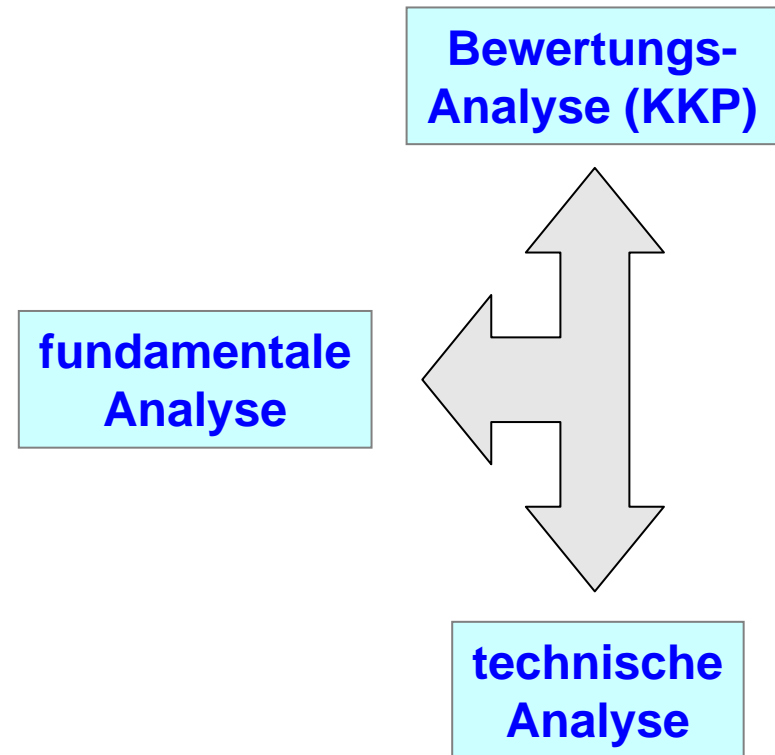 Bewertungs-
Analyse (KKP)
fundamentale
Analyse
technische
Analyse